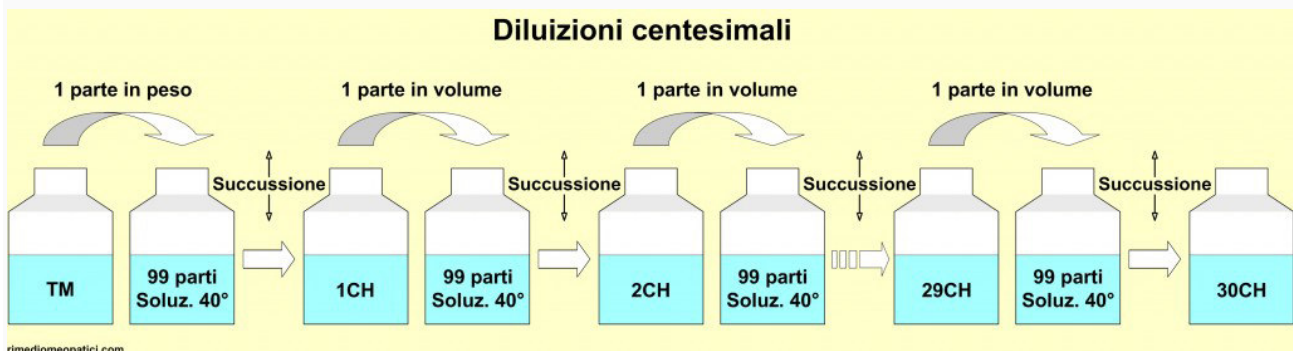 Diluizioni centesimali
1 parte in peso
1 parte in volume
1 parte in volume
1 parte in volume
Succussione
Succussione
Succussione
Succussione
TM
99 parti
Soluz. 40°
1CH
99 parti
Soluz. 40°
2CH
99 parti
Soluz. 40°
29CH
99 parti
Soluz. 40°
30CH
rimediomeopatici.com